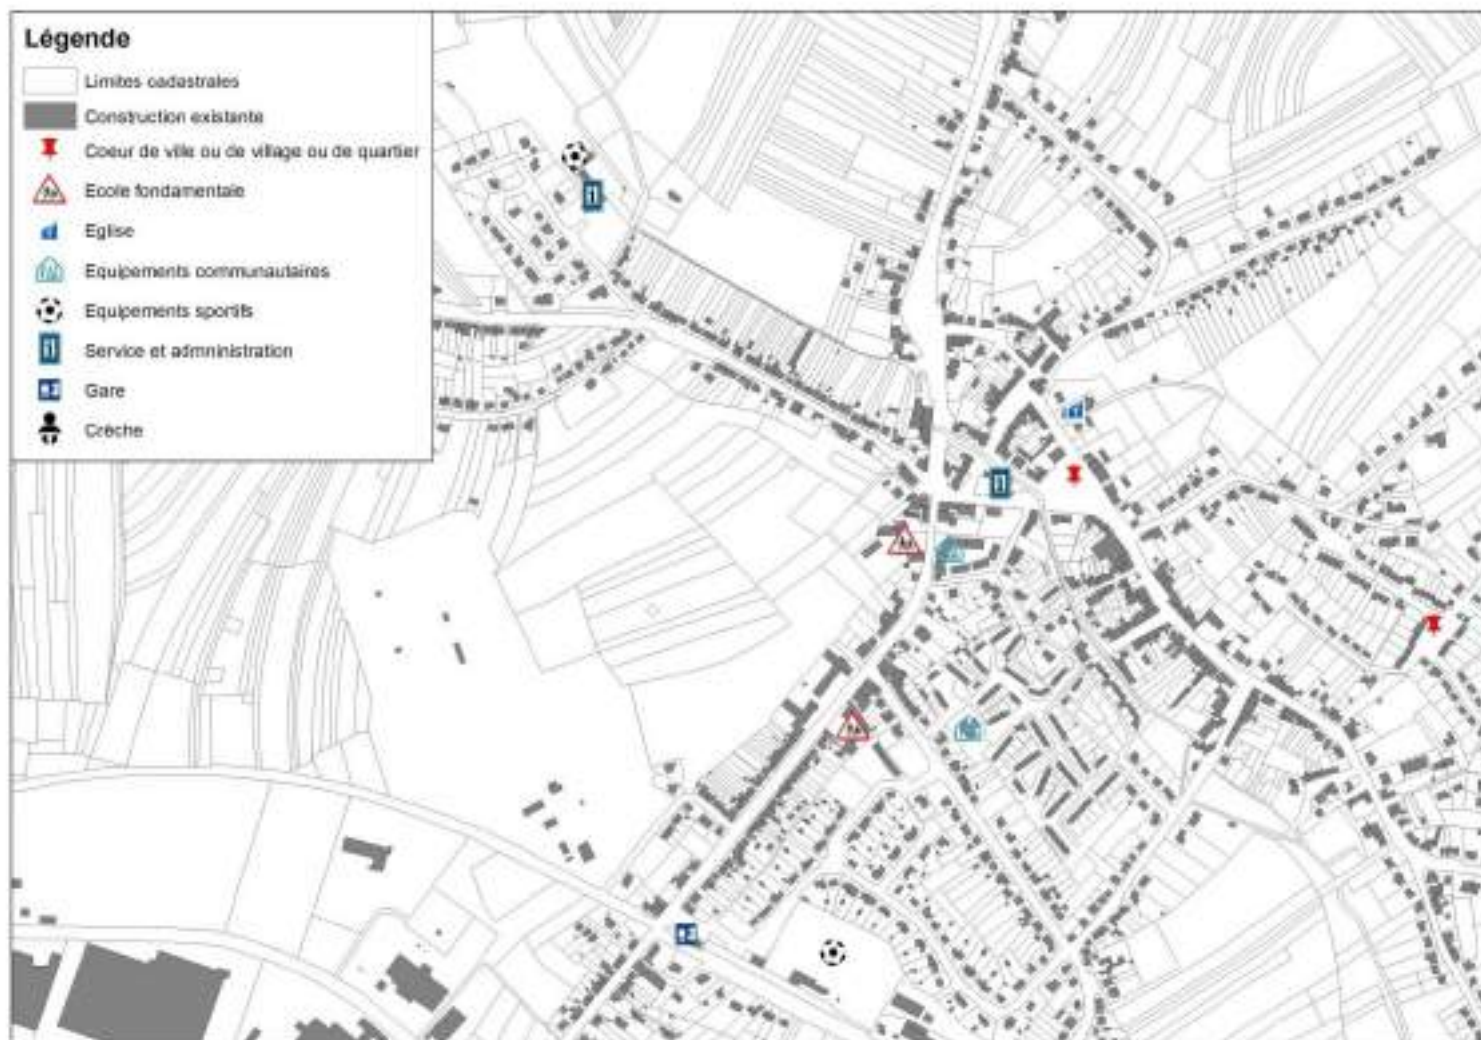 Légende
Limites cadastrales
Construction existante
Coeur de ville ou de village ou de quartier
Ecole fondamentale
Eglise
Equipements communautaires
Equipements sportifs
Service et admninistration
Gare
Crèche